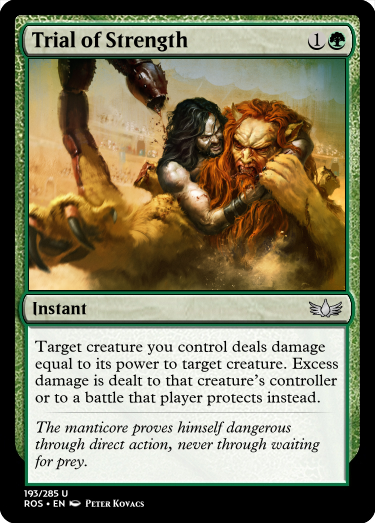 Trial of Strength 1
Instant
Target creature you control deals damage
equal to its power to target creature. Excess
damage is dealt to that creature's controller
or to a battle that player protects instead.
The manticore proves himself dangerous
through direct action, never through waiting
for prey.
193/285 U
ROS • EN Peter Kovacs